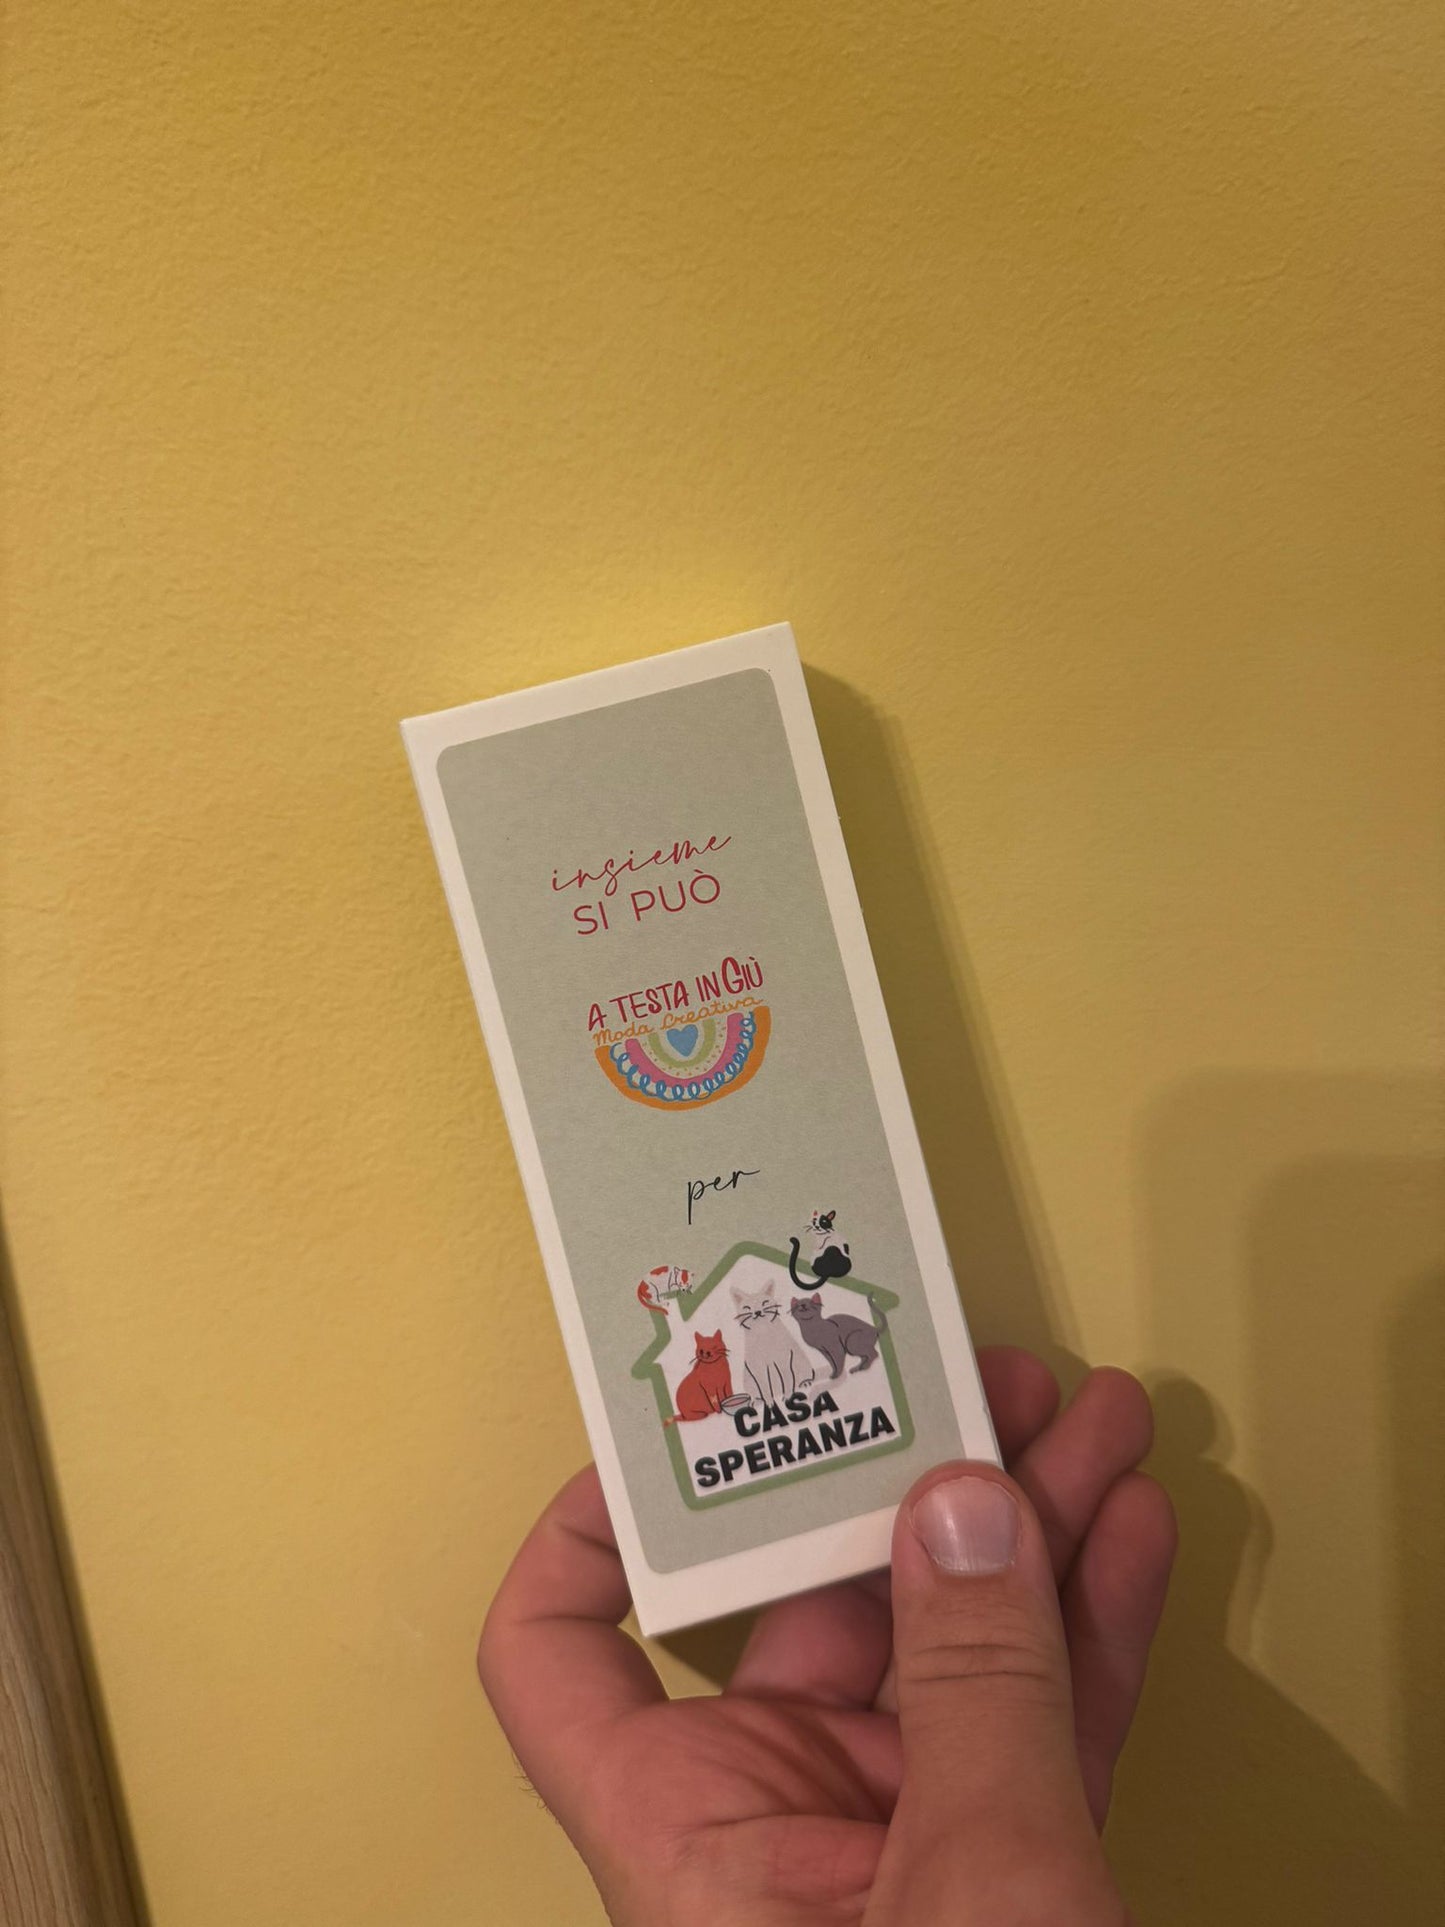 insieme
SI PUÒ
A TESTA IN GIÙ
Moda Creativa
per
CASA
SPERANZA